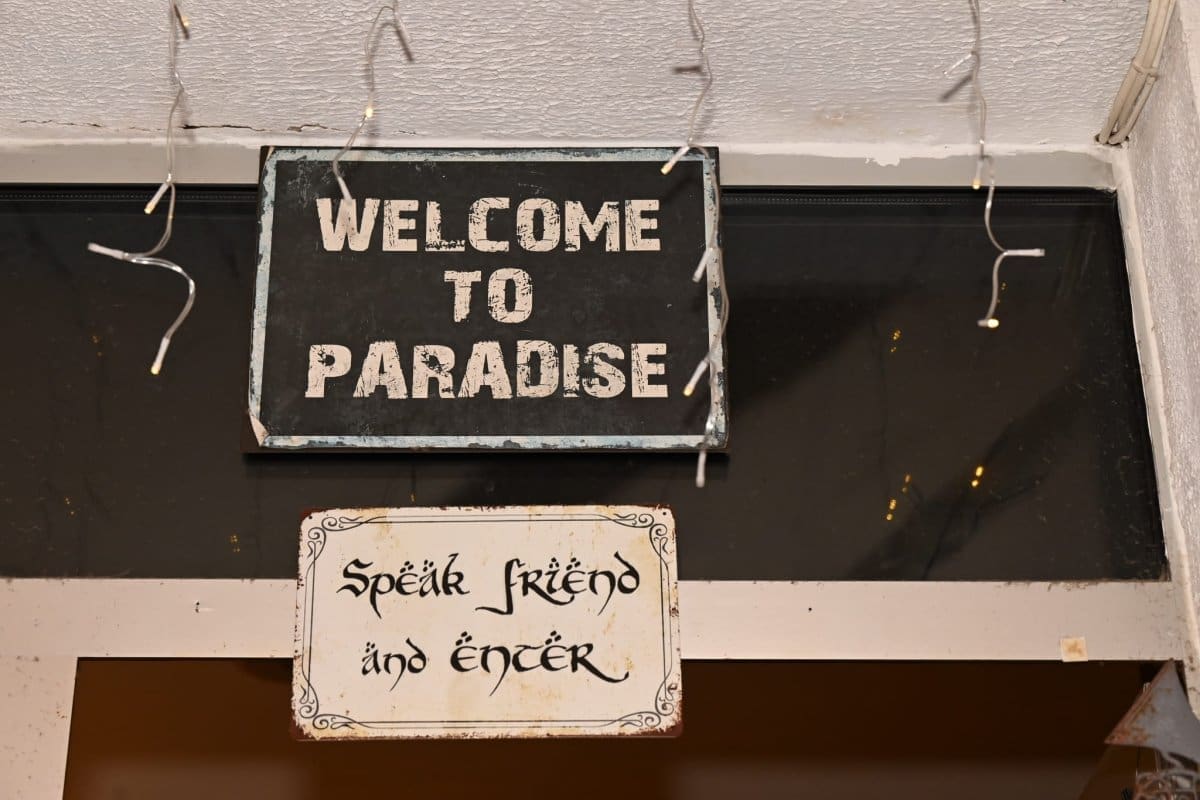 WELCOME
TO
PARADISE
Speak friend
and enter